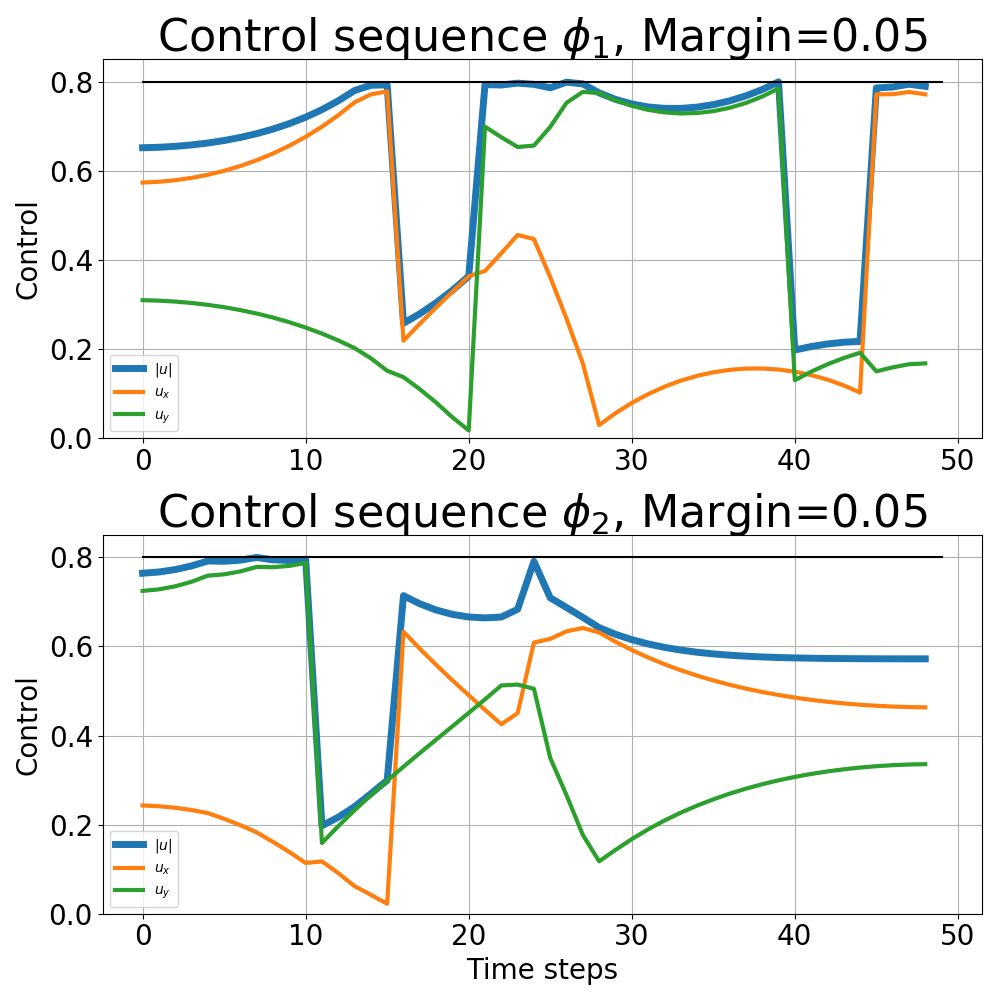 Control sequence ϕ₁, Margin=0.05
0.8
0.6
0.4
0.2
0.0
Control
|u|
uₓ
u_y
0 10 20 30 40 50
Control sequence ϕ₂, Margin=0.05
0.8
0.6
0.4
0.2
0.0
Control
|u|
uₓ
u_y
0 10 20 30 40 50
Time steps